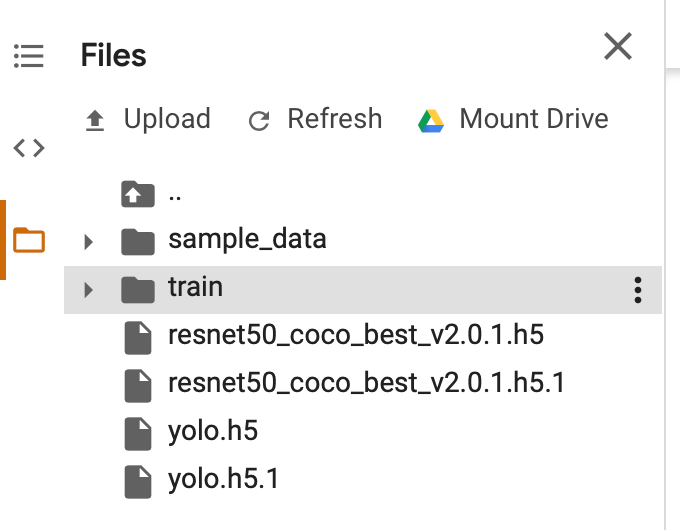 Files
Upload Refresh Mount Drive
..
sample_data
train
resnet50_coco_best_v2.0.1.h5
resnet50_coco_best_v2.0.1.h5.1
yolo.h5
yolo.h5.1